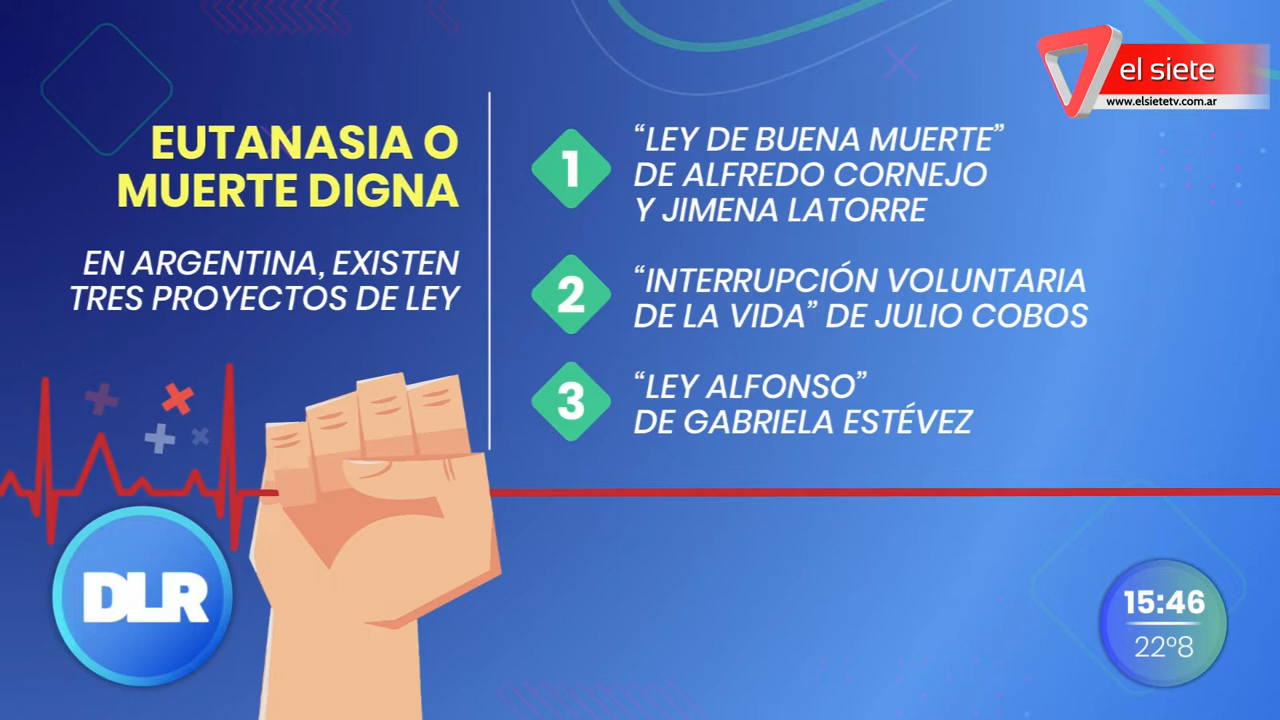 el siete
www.elsietetv.com.ar
EUTANASIA O
MUERTE DIGNA
EN ARGENTINA, EXISTEN
TRES PROYECTOS DE LEY
1
“LEY DE BUENA MUERTE”
DE ALFREDO CORNEJO
Y JIMENA LATORRE
2
“INTERRUPCIÓN VOLUNTARIA
DE LA VIDA” DE JULIO COBOS
3
“LEY ALFONSO”
DE GABRIELA ESTÉVEZ
DLR
15:46
22º8